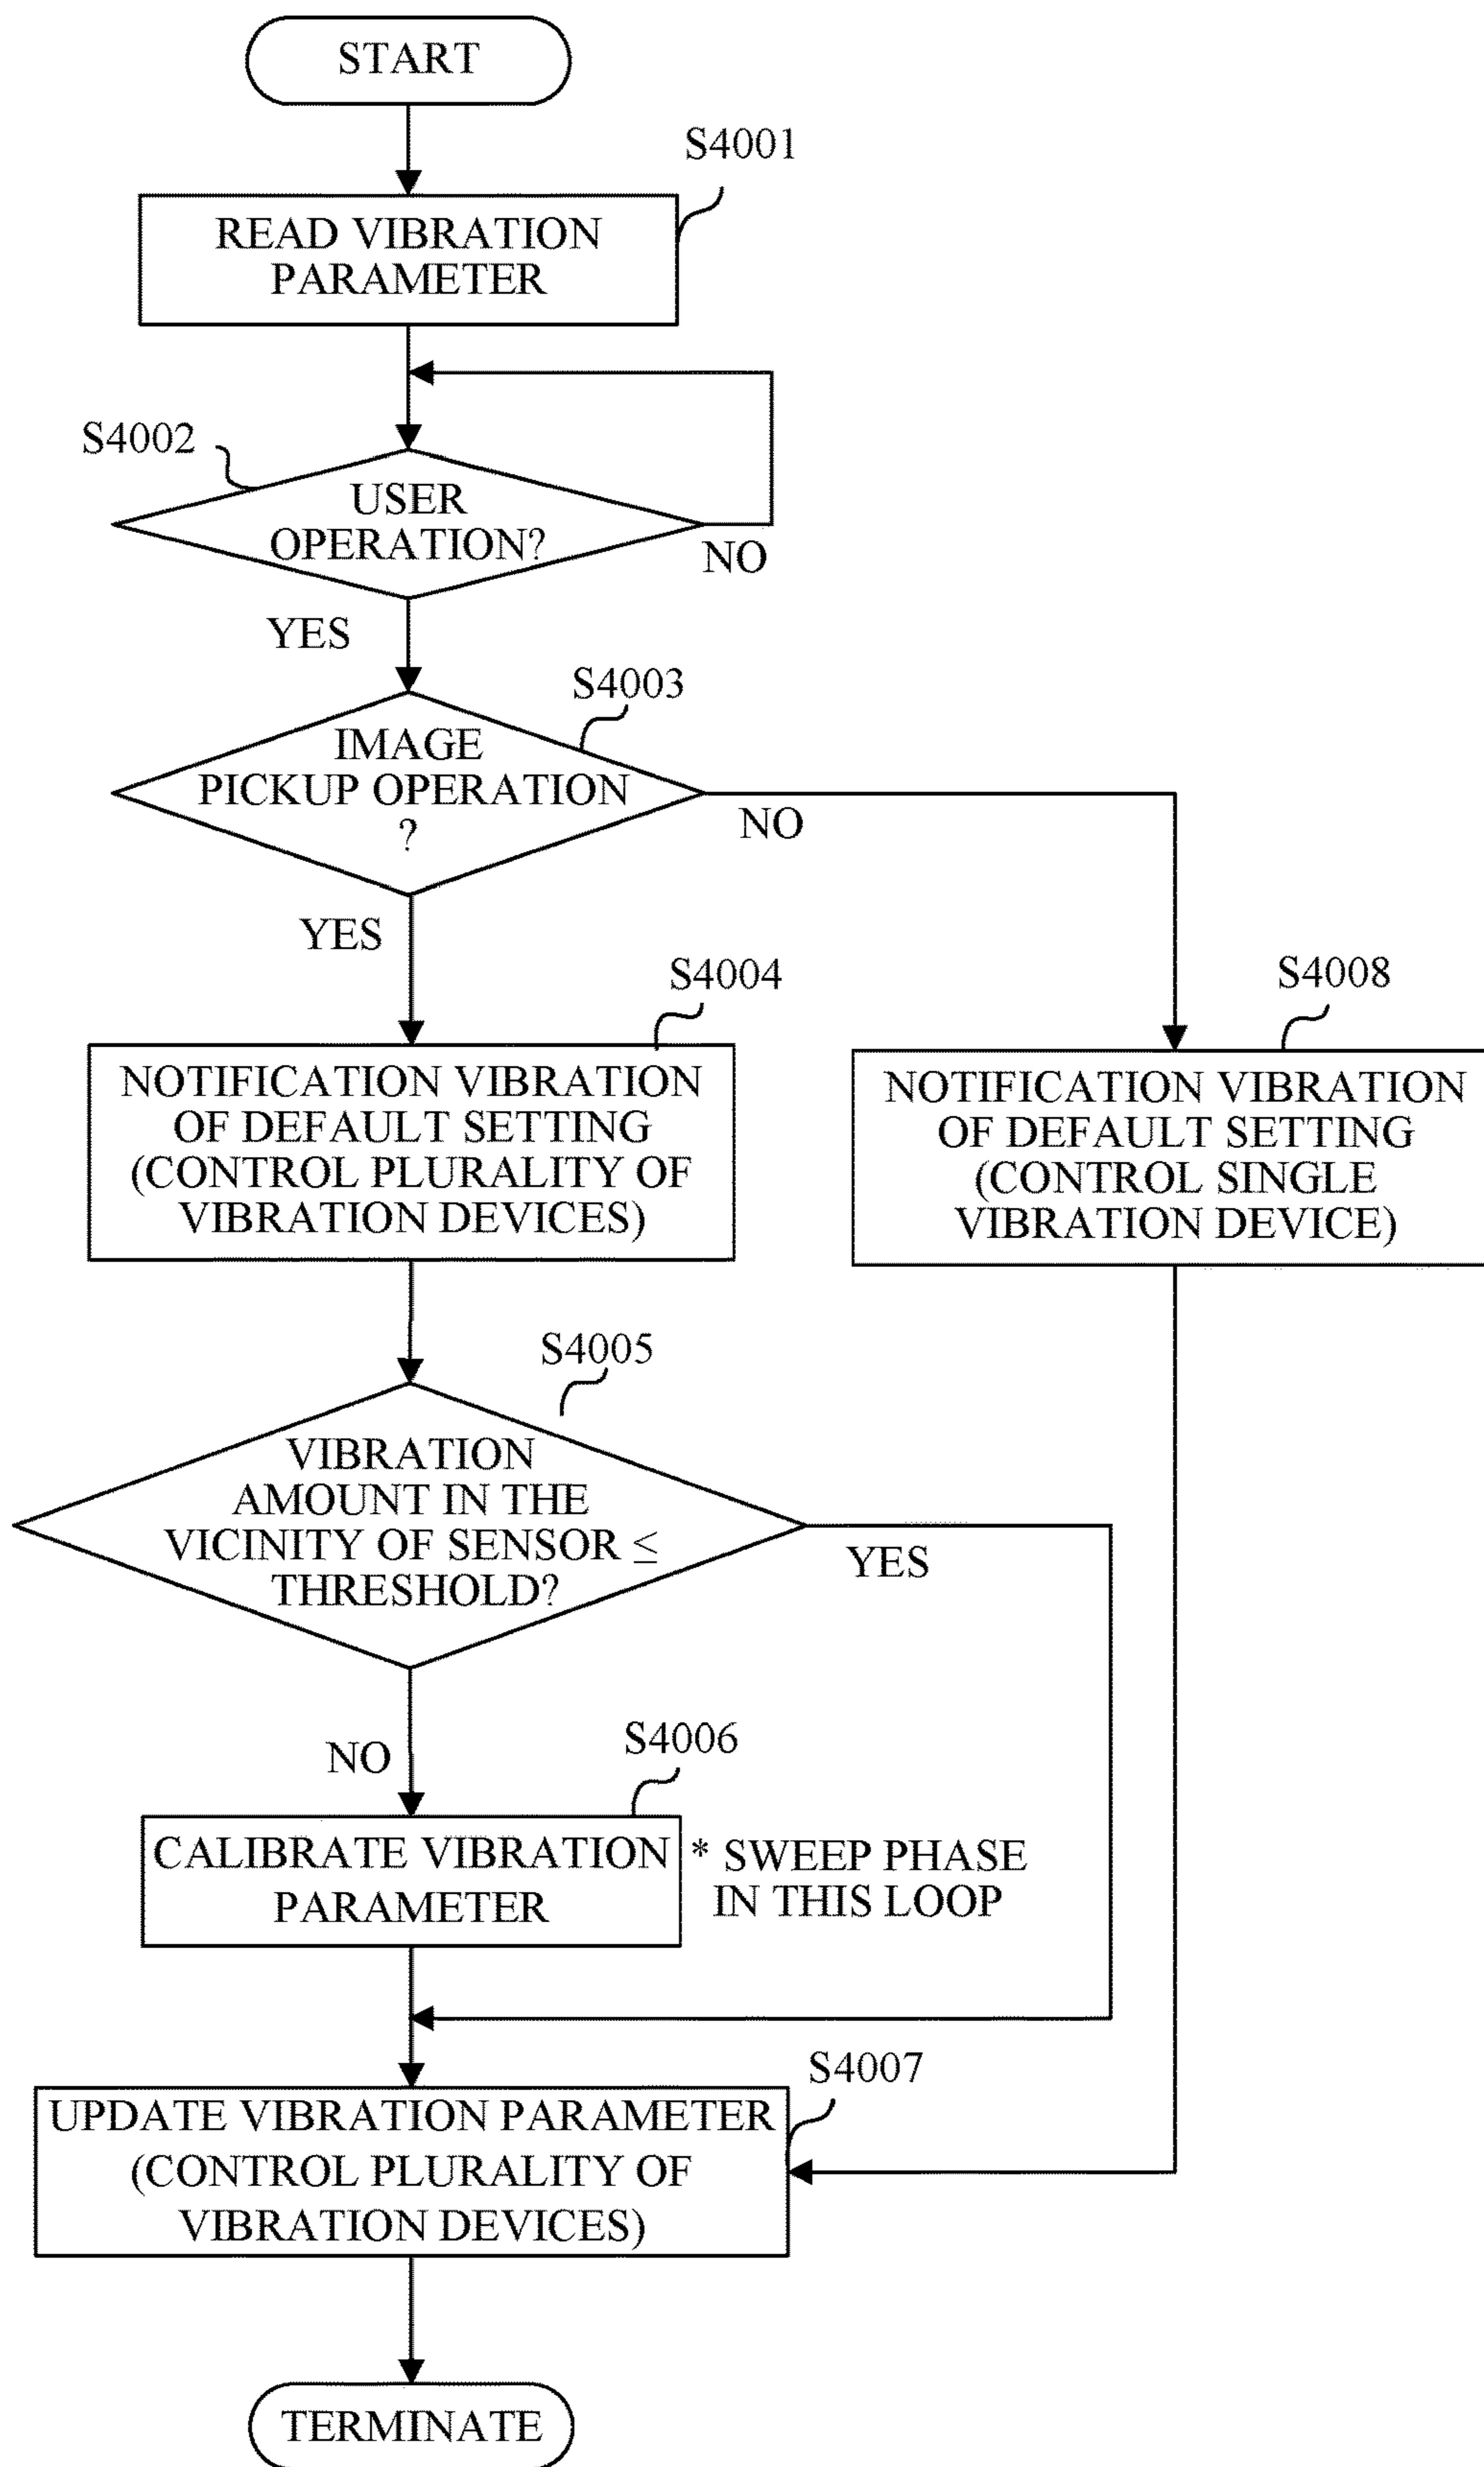 START
S4001
READ VIBRATION
PARAMETER
S4002
USER
OPERATION?
NO
YES
S4003
IMAGE
PICKUP OPERATION
?
NO
YES
S4004
NOTIFICATION VIBRATION
OF DEFAULT SETTING
(CONTROL PLURALITY OF
VIBRATION DEVICES)
S4008
NOTIFICATION VIBRATION
OF DEFAULT SETTING
(CONTROL SINGLE
VIBRATION DEVICE)
S4005
VIBRATION
AMOUNT IN THE
VICINITY OF SENSOR ≤
THRESHOLD?
YES
NO
S4006
CALIBRATE VIBRATION
PARAMETER
* SWEEP PHASE
IN THIS LOOP
S4007
UPDATE VIBRATION PARAMETER
(CONTROL PLURALITY OF
VIBRATION DEVICES)
TERMINATE